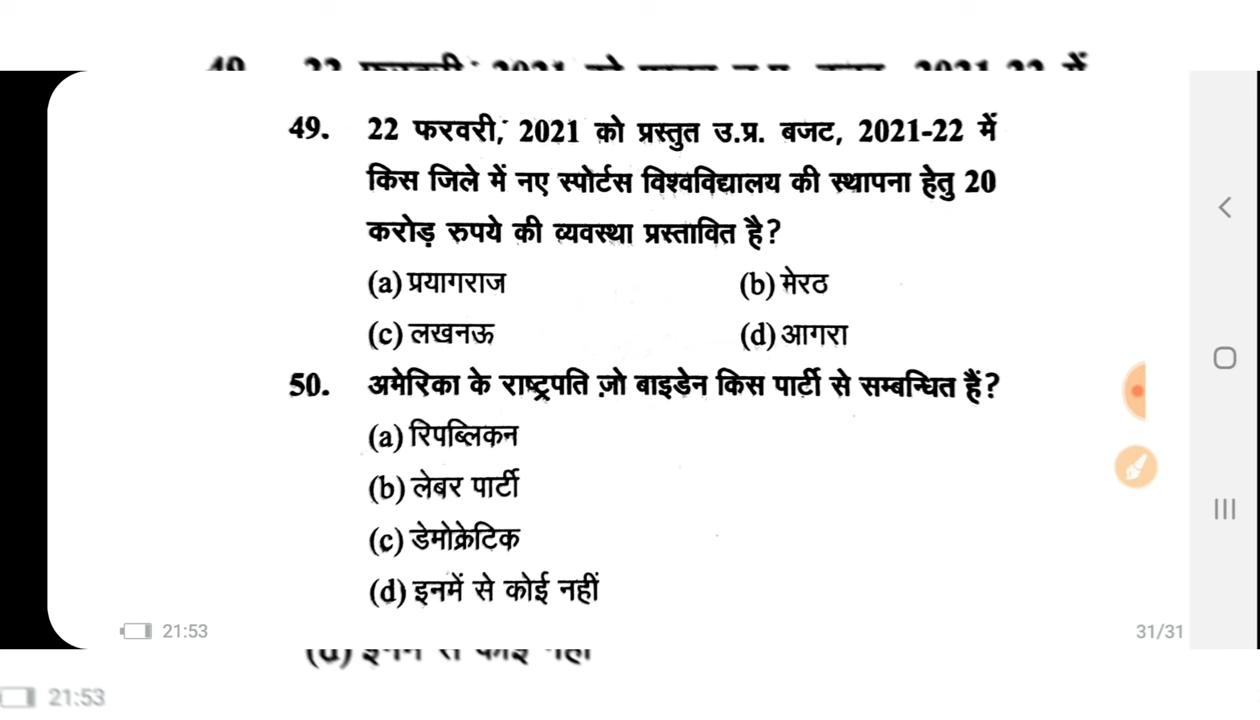 49. 22 फरवरी, 2021 को प्रस्तुत उ.प्र. बजट, 2021-22 में
किस जिले में नए स्पोर्टस विश्वविद्यालय की स्थापना हेतु 20
करोड़ रुपये की व्यवस्था प्रस्तावित है?
(a) प्रयागराज (b) मेरठ
(c) लखनऊ (d) आगरा
50. अमेरिका के राष्ट्रपति जो बाइडेन किस पार्टी से सम्बन्धित हैं?
(a) रिपब्लिकन
(b) लेबर पार्टी
(c) डेमोक्रेटिक
(d) इनमें से कोई नहीं
21:53 31/31
21:53